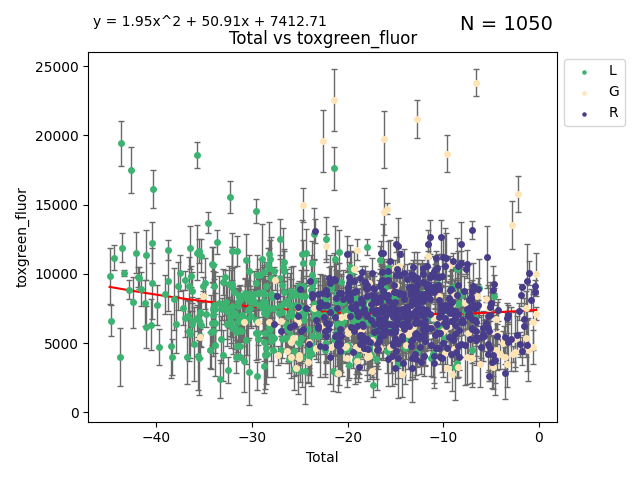 y = 1.95x^2 + 50.91x + 7412.71
N = 1050
Total vs toxgreen_fluor
25000
20000
15000
10000
5000
0
toxgreen_fluor
−40
−30
−20
−10
0
Total
L
G
R